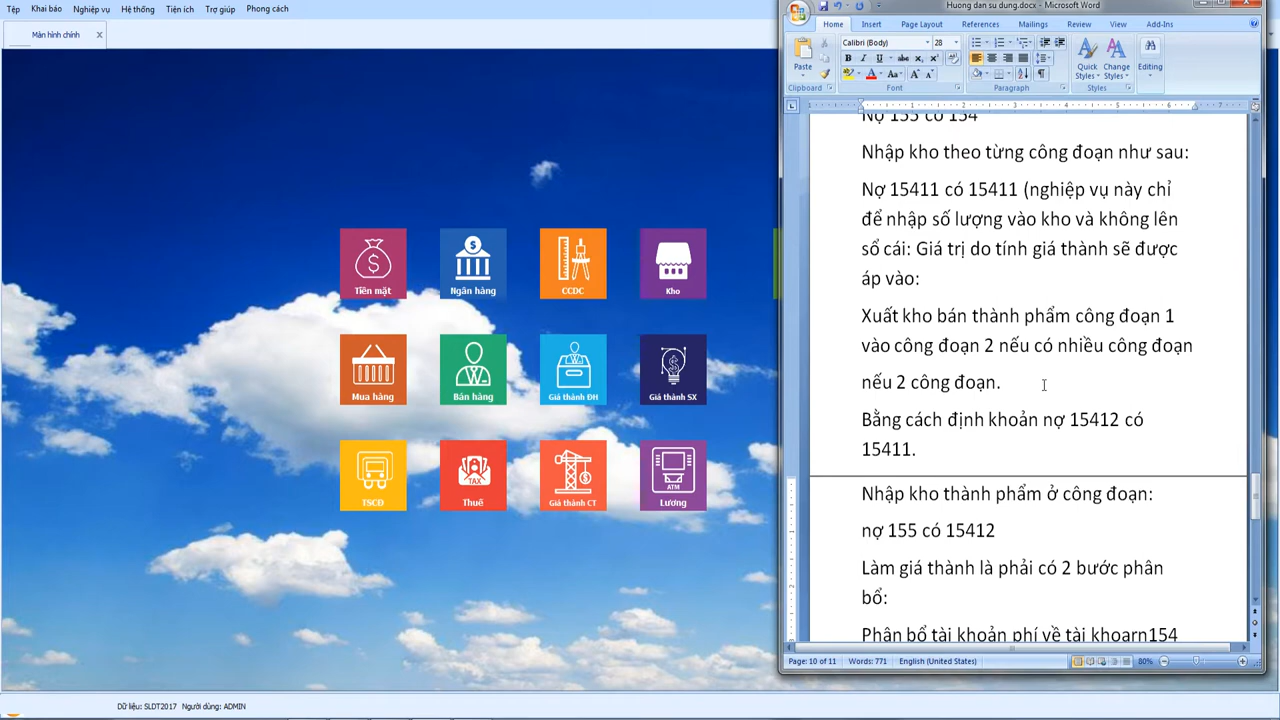 Tệp Khai báo Nghiệp vụ Hệ thống Tiện ích Trợ giúp Phong cách
Màn hình chính x
Tiền mặt Ngân hàng CCDC Kho
Mua hàng Bán hàng Giá thành ĐH Giá thành SX
TSCĐ Thuế Giá thành CT Lương
TAX
ATM
Dữ liệu: SLDT2017 Người dùng: ADMIN
Huong dan su dung.docx - Microsoft Word
Home Insert Page Layout References Mailings Review View Add-Ins
Calibri (Body) 28
Paste
Quick Styles
Change Styles
Editing
Clipboard Font Paragraph Styles
Nợ 155 có 154
Nhập kho theo từng công đoạn như sau:
Nợ 15411 có 15411 (nghiệp vụ này chỉ
để nhập số lượng vào kho và không lên
sổ cái: Giá trị do tính giá thành sẽ được
áp vào:
Xuất kho bán thành phẩm công đoạn 1
vào công đoạn 2 nếu có nhiều công đoạn
nếu 2 công đoạn.
Bằng cách định khoản nợ 15412 có
15411.
Nhập kho thành phẩm ở công đoạn:
nợ 155 có 15412
Làm giá thành là phải có 2 bước phân
bổ:
Phân bổ tài khoản phí về tài khoarn154
Page: 10 of 11 Words: 771 English (United States) 80%